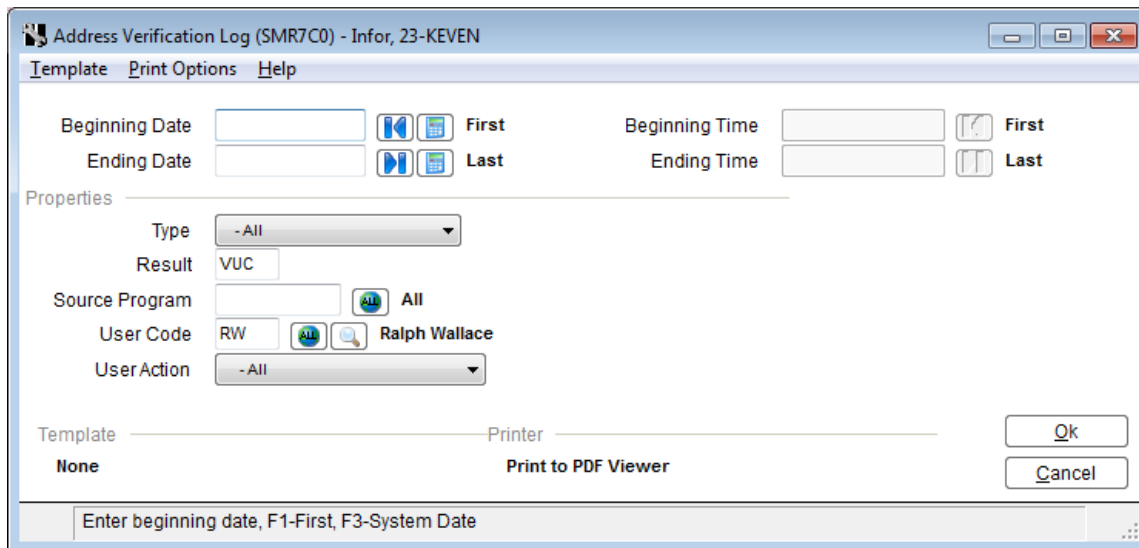 Address Verification Log (SMR7C0) - Infor, 23-KEVEN
Template Print Options Help
Beginning Date First Beginning Time First
Ending Date Last Ending Time Last
Properties
Type - All
Result VUC
Source Program ALL All
User Code RW ALL Ralph Wallace
User Action - All
Template Printer Ok
None Print to PDF Viewer Cancel
Enter beginning date, F1-First, F3-System Date